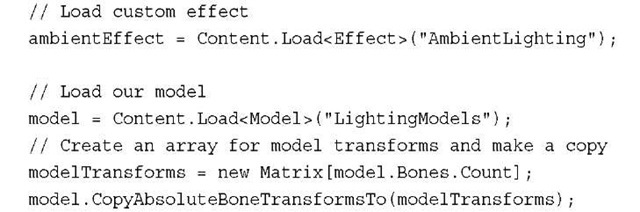 // Load custom effect
ambientEffect = Content.Load<Effect>("AmbientLighting");
// Load our model
model = Content.Load<Model>("LightingModels");
// Create an array for model transforms and make a copy
modelTransforms = new Matrix[model.Bones.Count];
model.CopyAbsoluteBoneTransformsTo(modelTransforms);